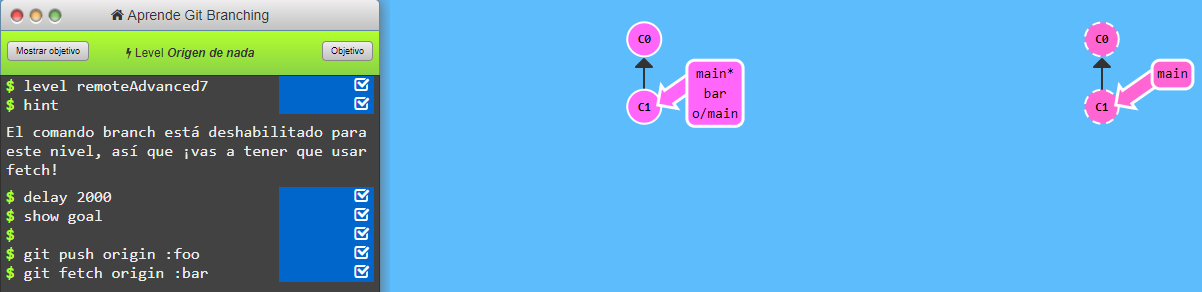 Aprende Git Branching
Mostrar objetivo
Level Origen de nada
Objetivo
$ level remoteAdvanced7
$ hint
El comando branch está deshabilitado para
este nivel, así que ¡vas a tener que usar
fetch!
$ delay 2000
$ show goal
$
$ git push origin :foo
$ git fetch origin :bar
C0
C1
main*
bar
o/main
C0
C1
main